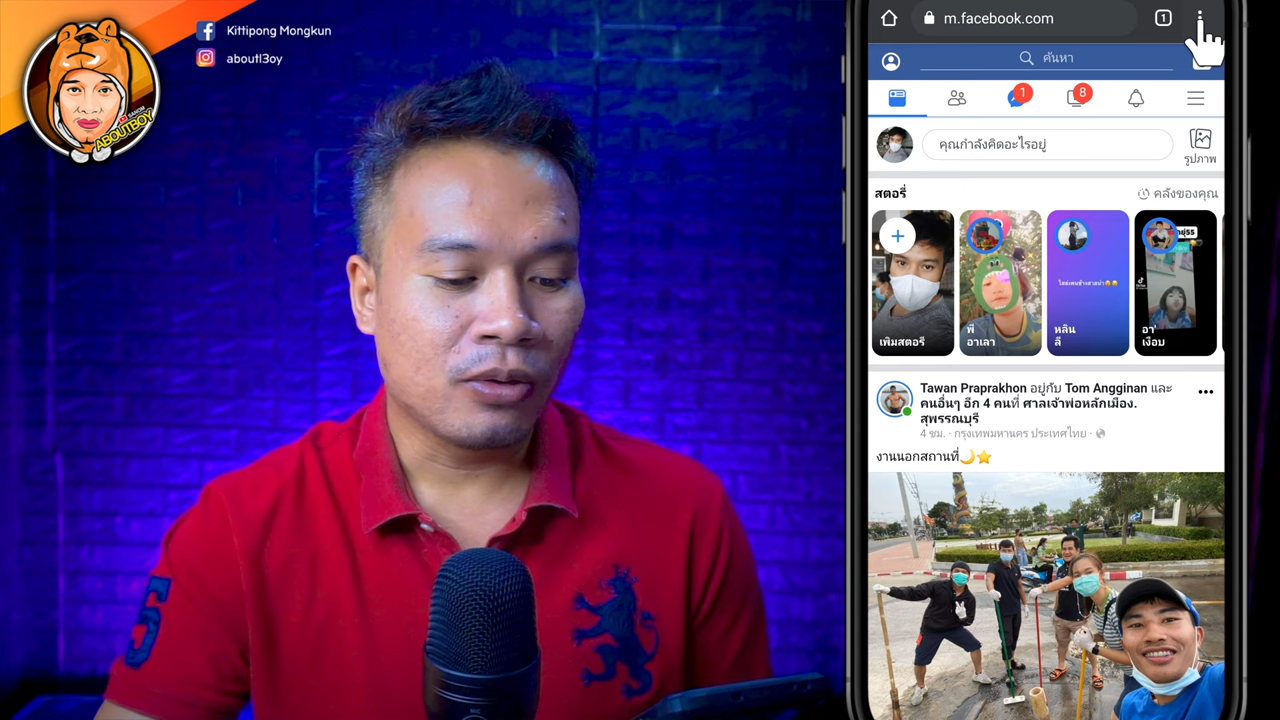 Kittipong Mongkun
aboutl3oy
ABOUTBOY
m.facebook.com
1
ค้นหา
1
8
คุณกำลังคิดอะไรอยู่
รูปภาพ
สตอรี่
คลังของคุณ
เพิ่มสตอรี่
พี
อาเลา
หลิน
ลี
อา'
เงือบ
Tawan Praprakhon อยู่กับ Tom Angginan และ
คนอื่นๆ อีก 4 คนที่ ศาลเจ้าพ่อหลักเมือง.
สุพรรณบุรี
4 ชม. · กรุงเทพมหานคร ประเทศไทย ·
งานนอกสถานที่🌙⭐
5
MIC